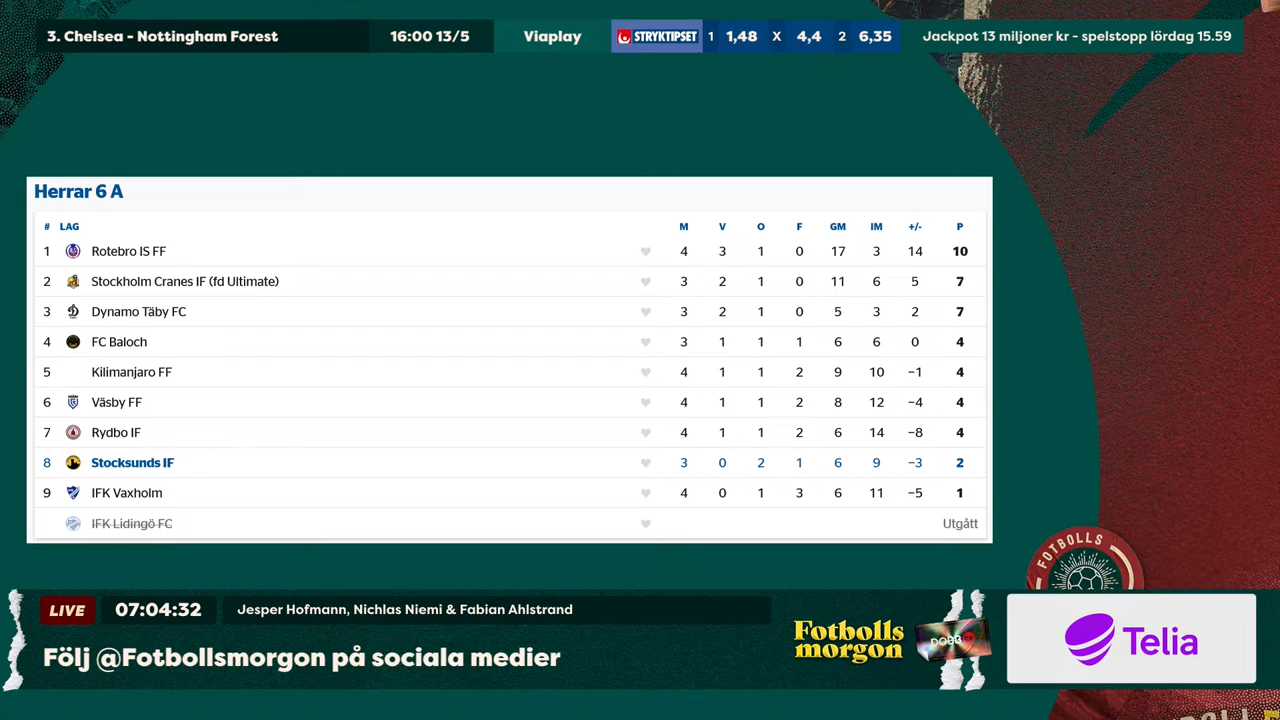 3. Chelsea - Nottingham Forest 16:00 13/5 Viaplay STRYKTIPSET 1 1,48 X 4,4 2 6,35 Jackpot 13 miljoner kr - spelstopp lördag 15.59
Herrar 6 A
# LAG M V O F GM IM +/- P
1 Rotebro IS FF 4 3 1 0 17 3 14 10
2 Stockholm Cranes IF (fd Ultimate) 3 2 1 0 11 6 5 7
3 Dynamo Täby FC 3 2 1 0 5 3 2 7
4 FC Baloch 3 1 1 1 6 6 0 4
5 Kilimanjaro FF 4 1 1 2 9 10 −1 4
6 Väsby FF 4 1 1 2 8 12 −4 4
7 Rydbo IF 4 1 1 2 6 14 −8 4
8 Stocksunds IF 3 0 2 1 6 9 −3 2
9 IFK Vaxholm 4 0 1 3 6 11 −5 1
IFK Lidingö FC Utgått
FOTBOLLS
LIVE 07:04:32 Jesper Hofmann, Nichlas Niemi & Fabian Ahlstrand
Följ @Fotbollsmorgon på sociala medier
Fotbolls
morgon
Telia